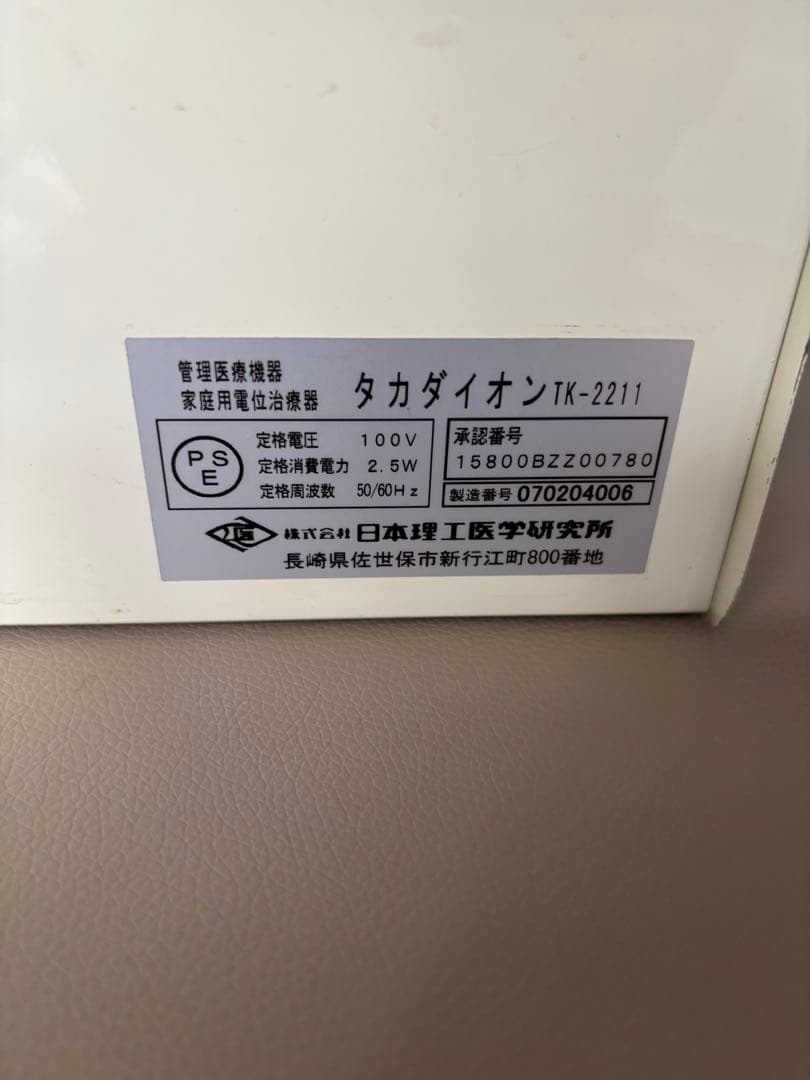 管理医療機器
家庭用電位治療器
タカダイオンTK-2211
PS
E
定格電圧 100V
定格消費電力 2.5W
定格周波数 50/60Hz
承認番号
15800BZZ00780
製造番号 070204006
株式会社 日本理工医学研究所
長崎県佐世保市新行江町800番地